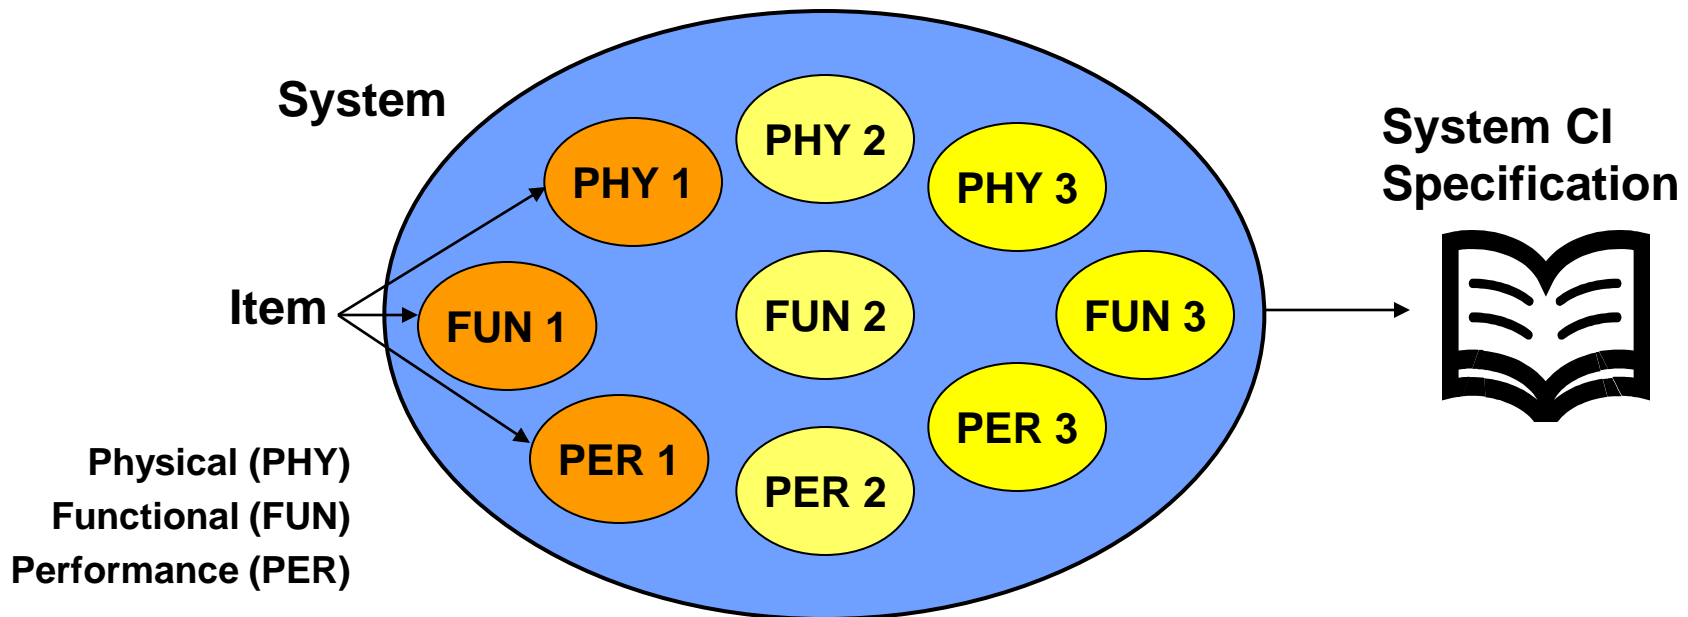 System
PHY 1
PHY 2
PHY 3
System CI
Specification
Item
FUN 1
FUN 2
FUN 3
PER 1
PER 2
PER 3
Physical (PHY)
Functional (FUN)
Performance (PER)